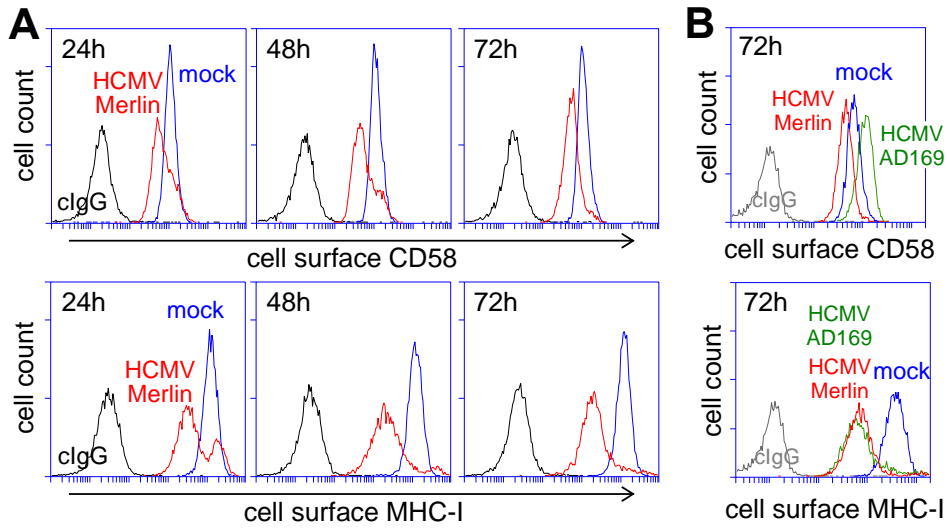 A
24h
HCMV
Merlin
mock
cIgG
cell count
48h
72h
cell surface CD58
24h
mock
HCMV
Merlin
cIgG
cell count
48h
72h
cell surface MHC-I
B
72h
mock
HCMV
Merlin
HCMV
AD169
cIgG
cell count
cell surface CD58
72h
HCMV
AD169
HCMV
Merlin
mock
cIgG
cell count
cell surface MHC-I